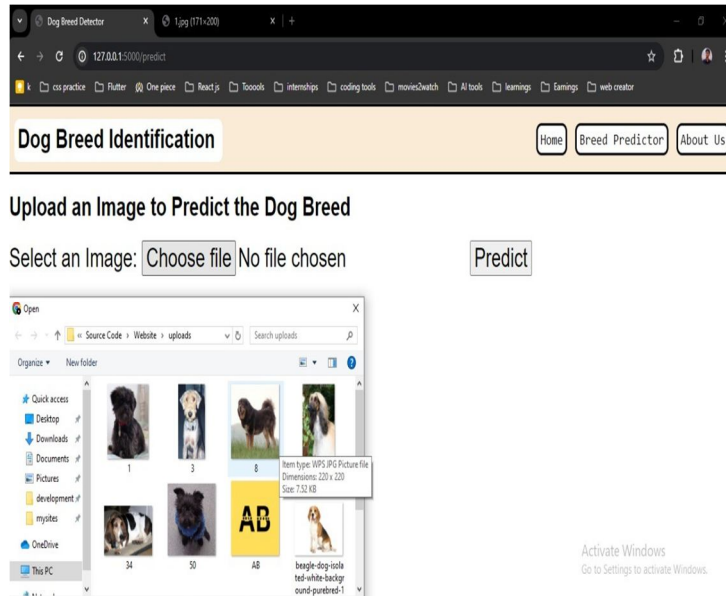 Dog Breed Detector
1.jpg (171×200)
127.0.0.1:5000/predict
k css practice Flutter One piece React js Tooools internships coding tools movies2watch AI tools learnings Earnings web creator
Dog Breed Identification
Home Breed Predictor About Us
Upload an Image to Predict the Dog Breed
Select an Image: Choose file No file chosen Predict
Open
« Source Code › Website › uploads Search uploads
Organize New folder
Quick access
Desktop
Downloads
Documents
Pictures
development
mysites
OneDrive
This PC
1 3 8
Item type: WPS JPG Picture file
Dimensions: 220 x 220
Size: 7.52 KB
AB
34 50 AB
beagle-dog-isola
ted-white-backgr
ound-purebred-1
Activate Windows
Go to Settings to activate Windows.